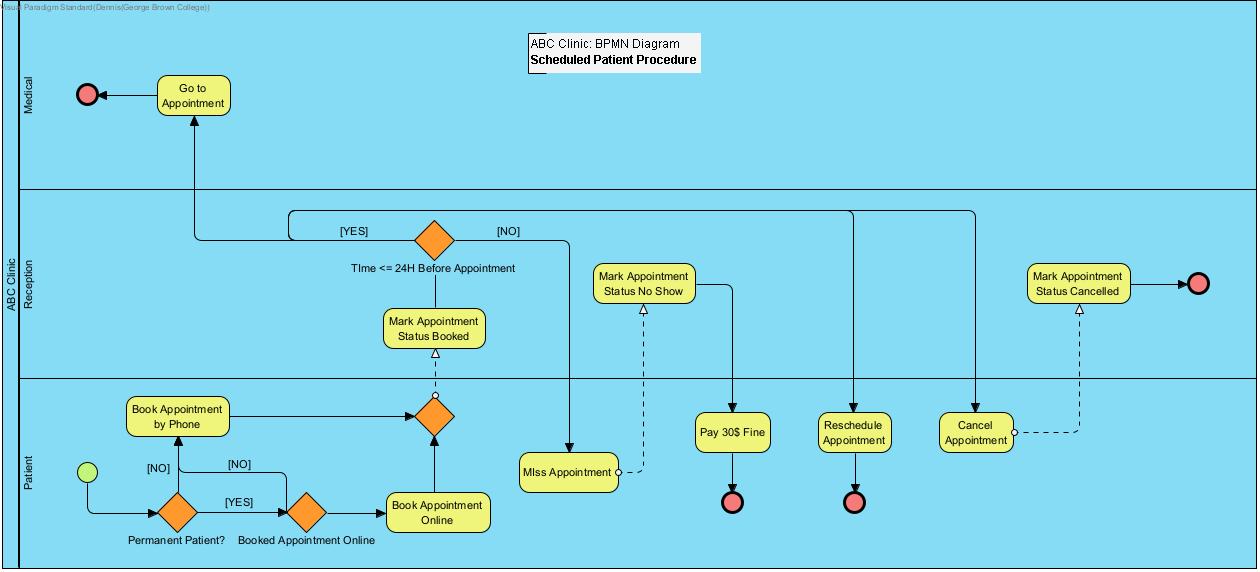 Visual Paradigm Standard(Dennis(George Brown College))
ABC Clinic: BPMN Diagram
Scheduled Patient Procedure
ABC Clinic
Medical
Go to
Appointment
Reception
[YES]
[NO]
TIme <= 24H Before Appointment
Mark Appointment
Status Booked
Mark Appointment
Status No Show
Mark Appointment
Status Cancelled
Patient
Book Appointment
by Phone
[NO]
[NO]
[YES]
Permanent Patient?
Booked Appointment Online
Book Appointment
Online
MIss Appointment
Pay 30$ Fine
Reschedule
Appointment
Cancel
Appointment